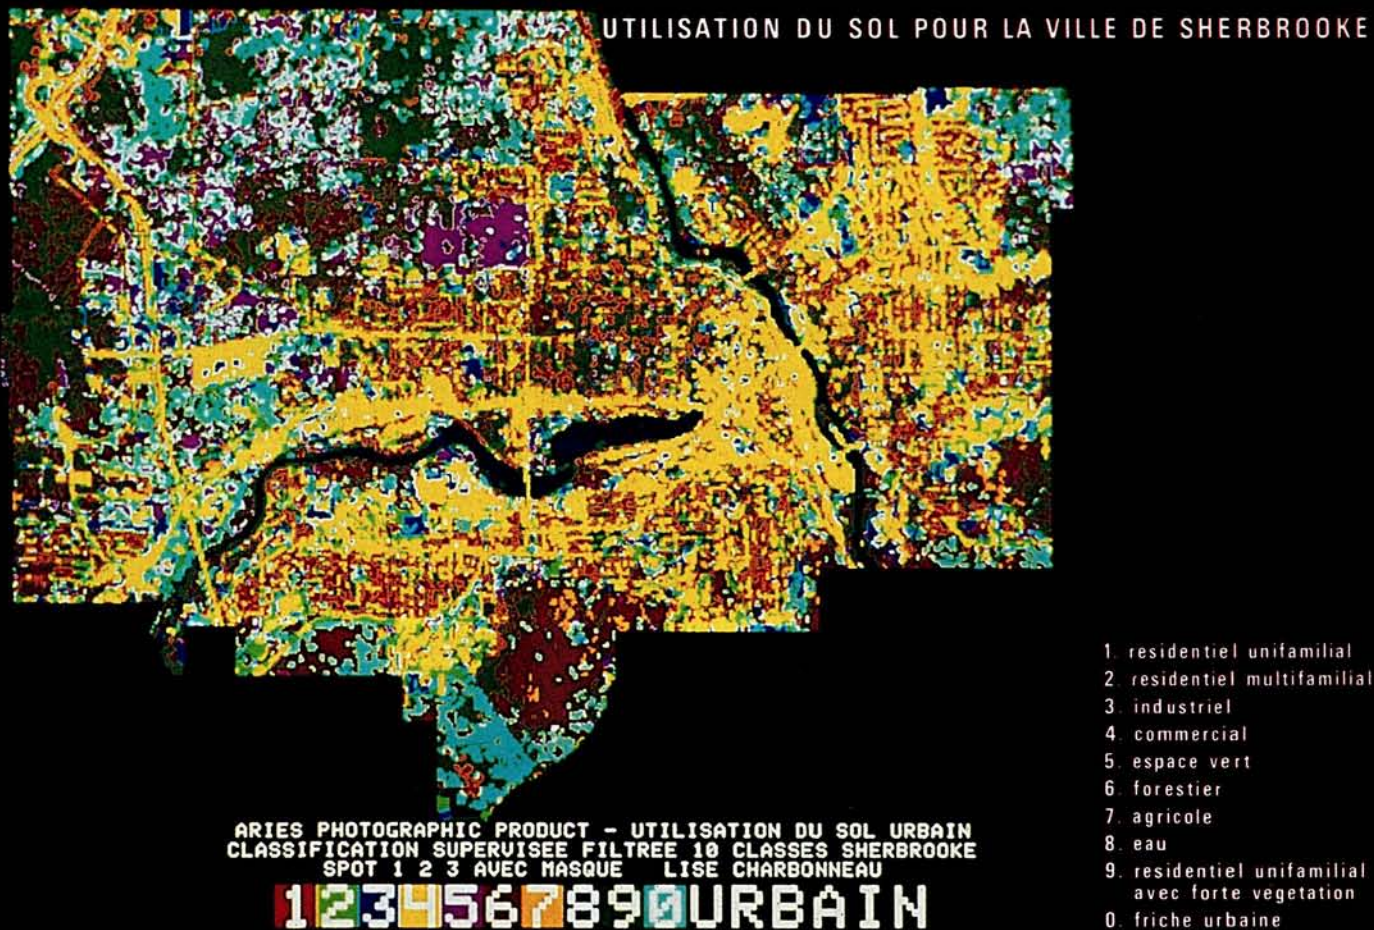 UTILISATION DU SOL POUR LA VILLE DE SHERBROOKE
1. residentiel unifamilial
2. residentiel multifamilial
3. industriel
4. commercial
5. espace vert
6. forestier
7. agricole
8. eau
9. residentiel unifamilial
avec forte vegetation
0. friche urbaine
ARIES PHOTOGRAPHIC PRODUCT - UTILISATION DU SOL URBAIN
CLASSIFICATION SUPERVISEE FILTREE 10 CLASSES SHERBROOKE
SPOT 1 2 3 AVEC MASQUE LISE CHARBONNEAU
1234567890URBAIN